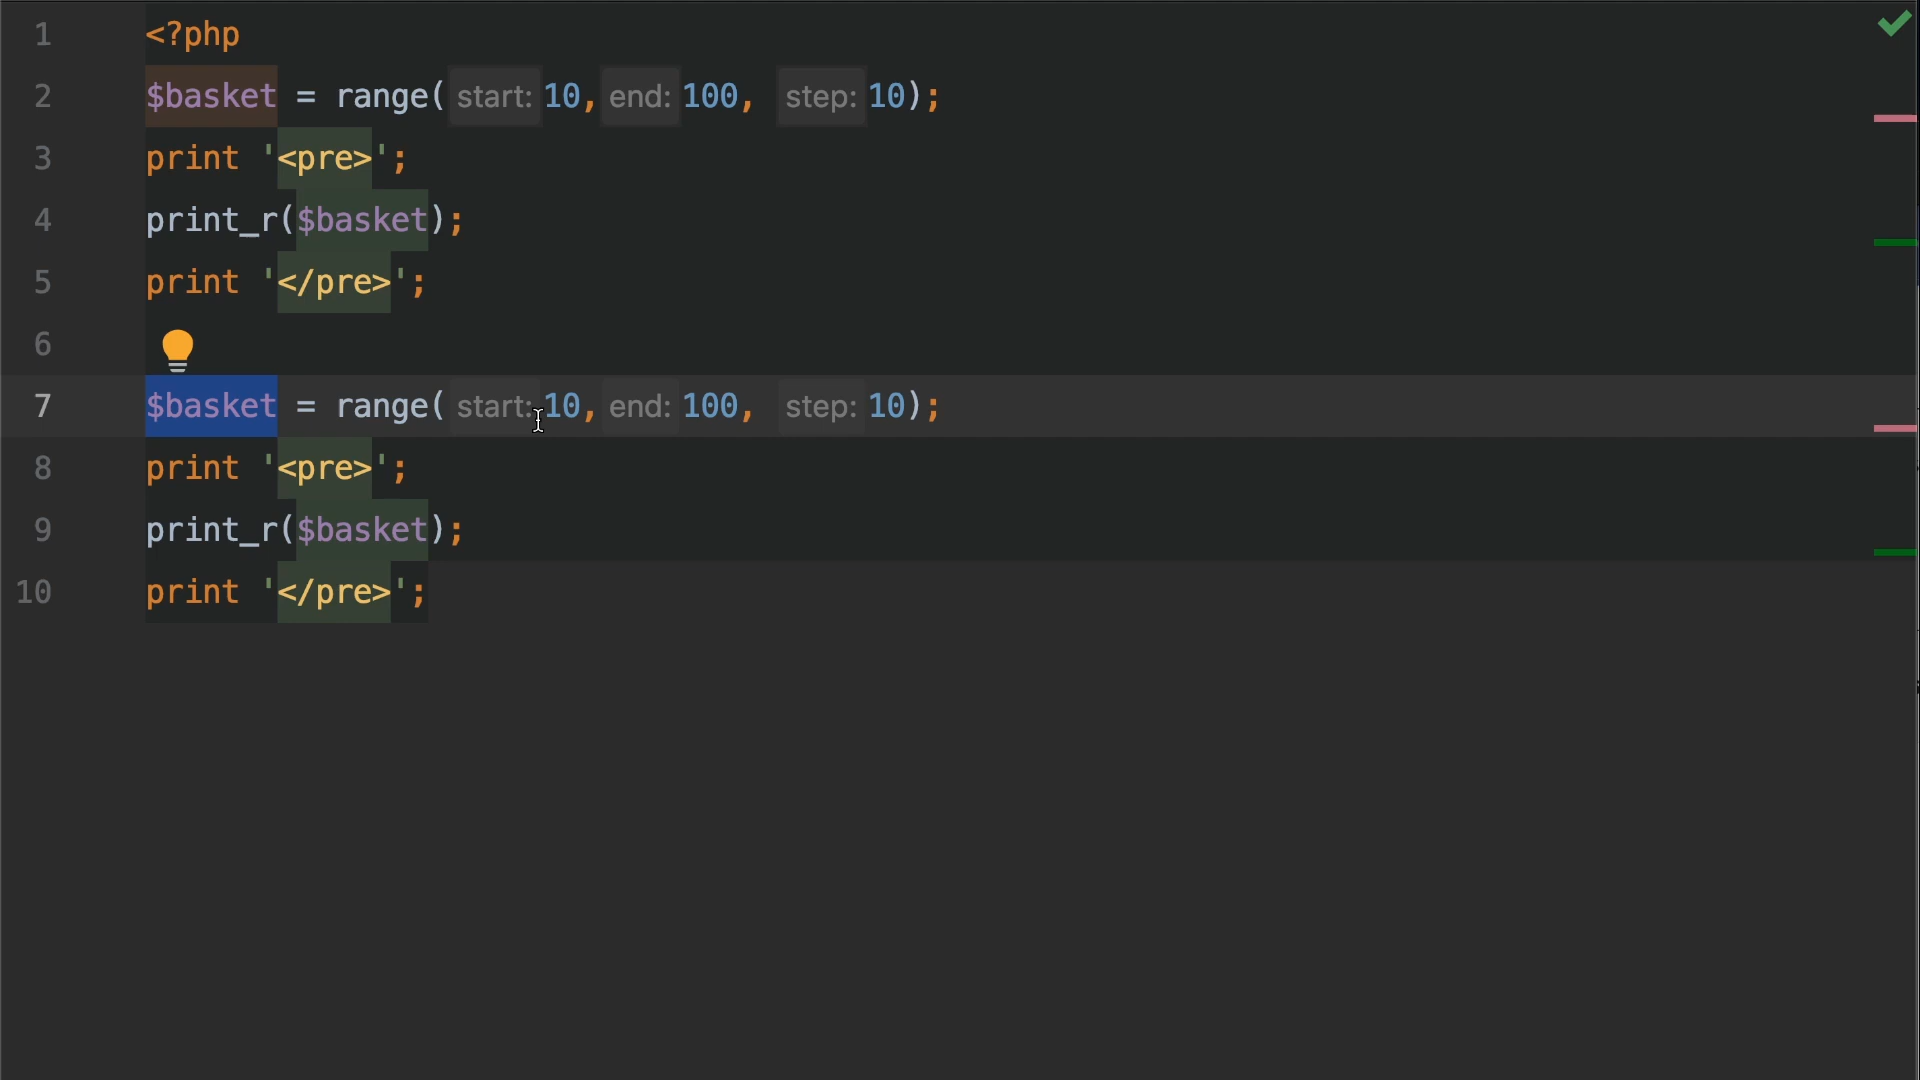 1 <?php
2 $basket = range( start: 10, end: 100, step: 10);
3 print '<pre>';
4 print_r($basket);
5 print '</pre>';
6
7 $basket = range( start: 10, end: 100, step: 10);
8 print '<pre>';
9 print_r($basket);
10 print '</pre>';